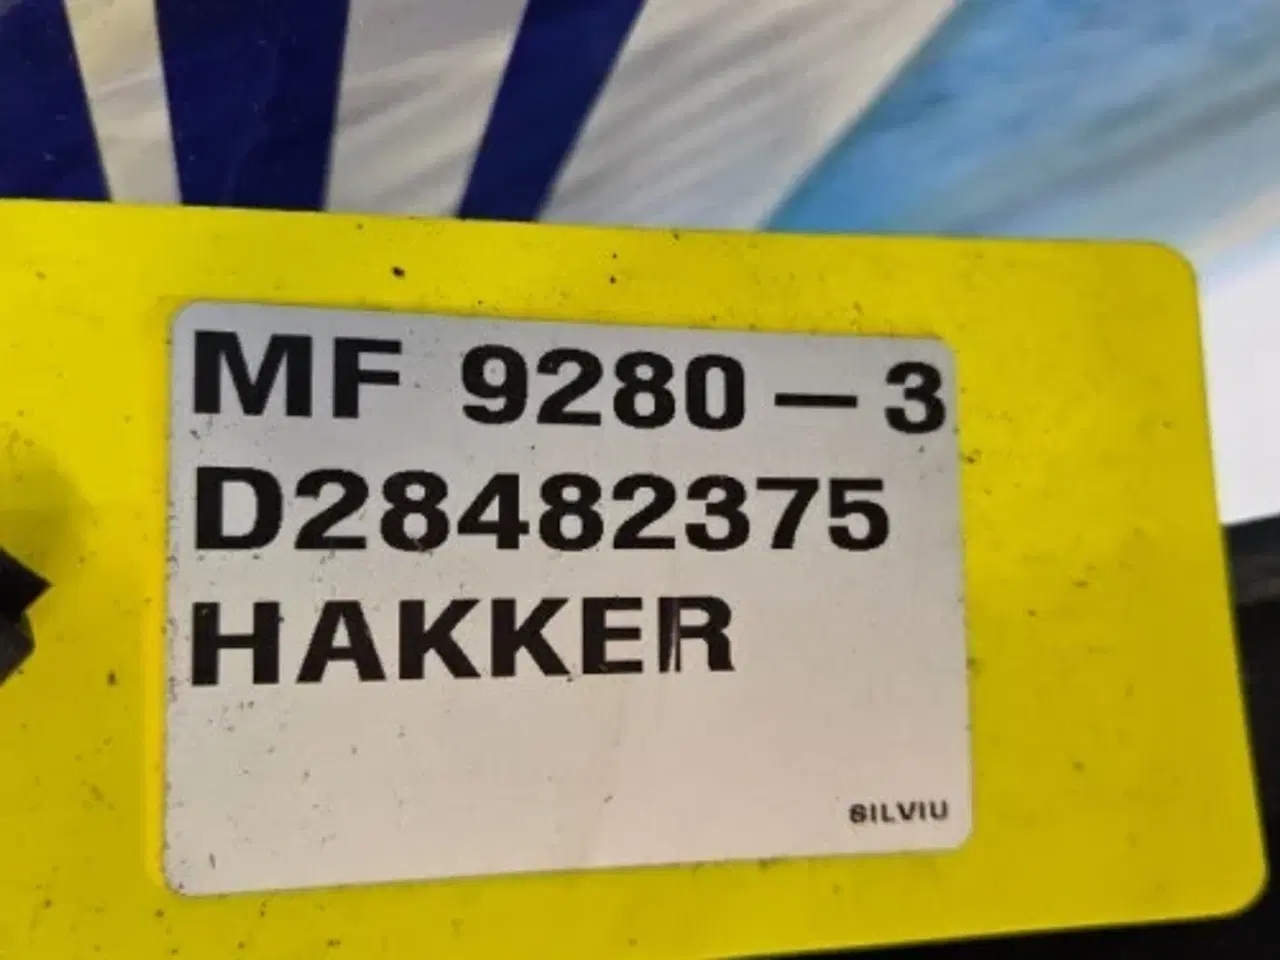 MF 9280-3
D28482375
HAKKER
SILVIU